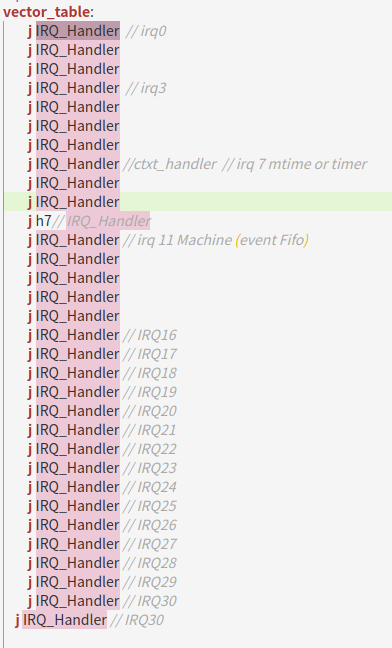 vector_table:
j IRQ_Handler // irq0
j IRQ_Handler
j IRQ_Handler
j IRQ_Handler // irq3
j IRQ_Handler
j IRQ_Handler
j IRQ_Handler
j IRQ_Handler //ctxt_handler // irq 7 mtime or timer
j IRQ_Handler
j IRQ_Handler
j h7// IRQ_Handler
j IRQ_Handler // irq 11 Machine (event Fifo)
j IRQ_Handler
j IRQ_Handler
j IRQ_Handler
j IRQ_Handler
j IRQ_Handler // IRQ16
j IRQ_Handler // IRQ17
j IRQ_Handler // IRQ18
j IRQ_Handler // IRQ19
j IRQ_Handler // IRQ20
j IRQ_Handler // IRQ21
j IRQ_Handler // IRQ22
j IRQ_Handler // IRQ23
j IRQ_Handler // IRQ24
j IRQ_Handler // IRQ25
j IRQ_Handler // IRQ26
j IRQ_Handler // IRQ27
j IRQ_Handler // IRQ28
j IRQ_Handler // IRQ29
j IRQ_Handler // IRQ30
j IRQ_Handler // IRQ30